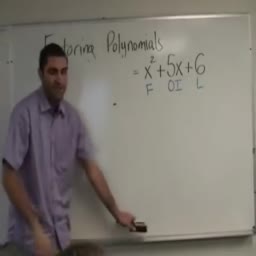 Factoring Polynomials
= x² + 5x + 6
F OI L